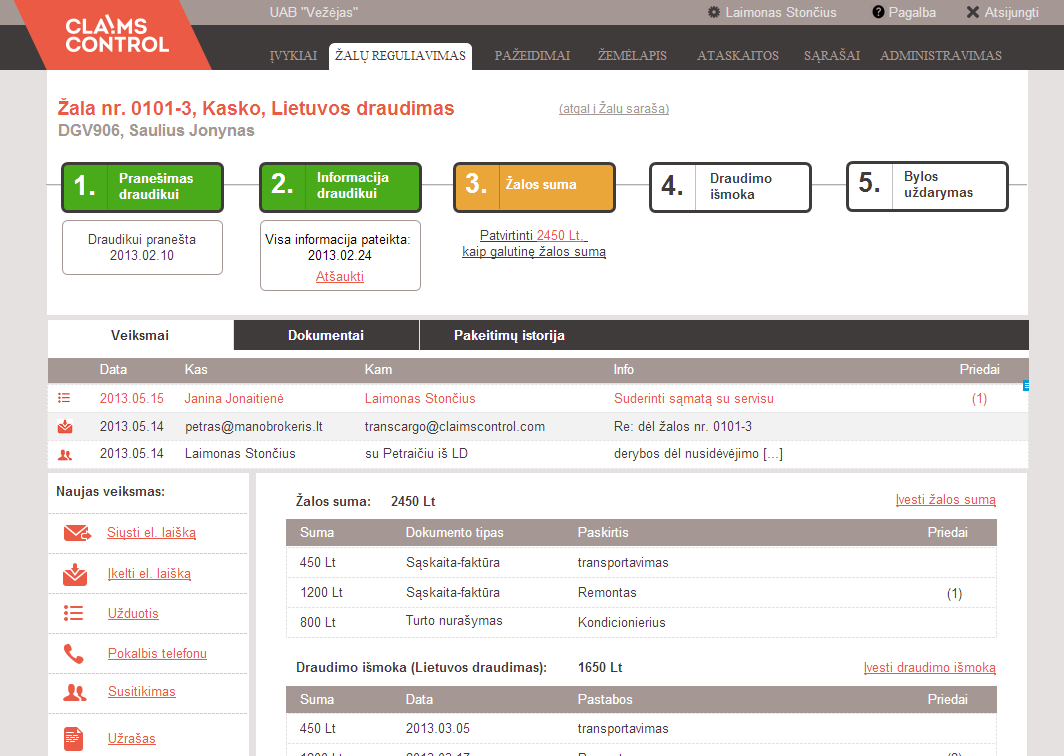 CLAIMS
CONTROL
UAB "Vežėjas"
Laimonas Stončius
Pagalba
Atsijungti
ĮVYKIAI
ŽALŲ REGULIAVIMAS
PAŽEIDIMAI
ŽEMĖLAPIS
ATASKAITOS
SĄRAŠAI
ADMINISTRAVIMAS
Žala nr. 0101-3, Kasko, Lietuvos draudimas
(atgal į Žalu saraša)
DGV906, Saulius Jonynas
1. Pranešimas
draudikui
2. Informacija
draudikui
3. Žalos suma
4. Draudimo
išmoka
5. Bylos
uždarymas
Draudikui pranešta
2013.02.10
Visa informacija pateikta:
2013.02.24
Atšaukti
Patvirtinti 2450 Lt,
kaip galutinę žalos sumą
Veiksmai
Dokumentai
Pakeitimų istorija
Data Kas Kam Info Priedai
2013.05.15 Janina Jonaitienė Laimonas Stončius Suderinti sąmatą su servisu (1)
2013.05.14 petras@manobrokeris.lt transcargo@claimscontrol.com Re: dėl žalos nr. 0101-3
2013.05.14 Laimonas Stončius su Petraičiu iš LD derybos dėl nusidėvėjimo [...]
Naujas veiksmas:
Siųsti el. laišką
Įkelti el. laišką
Užduotis
Pokalbis telefonu
Susitikimas
Užrašas
Žalos suma: 2450 Lt
Įvesti žalos sumą
Suma Dokumento tipas Paskirtis Priedai
450 Lt Sąskaita-faktūra transportavimas
1200 Lt Sąskaita-faktūra Remontas (1)
800 Lt Turto nurašymas Kondicionierius
Draudimo išmoka (Lietuvos draudimas): 1650 Lt
Įvesti draudimo išmoką
Suma Data Pastabos Priedai
450 Lt 2013.03.05 transportavimas